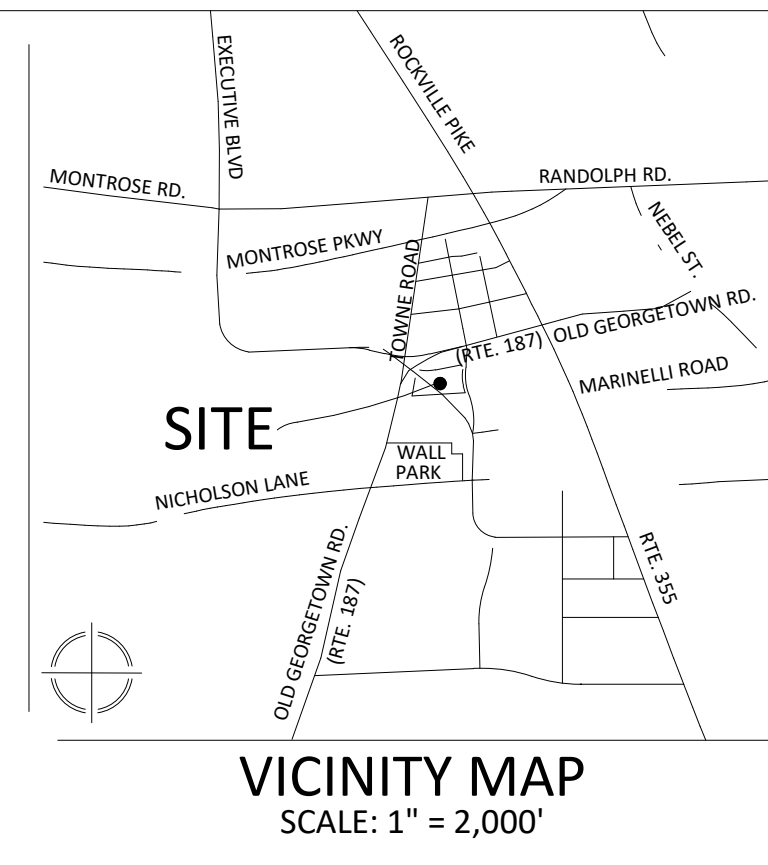 EXECUTIVE BLVD
ROCKVILLE PIKE
MONTROSE RD.
RANDOLPH RD.
NEBEL ST.
MONTROSE PKWY
TOWNE ROAD
OLD GEORGETOWN RD.
(RTE. 187)
MARINELLI ROAD
SITE
WALL
PARK
NICHOLSON LANE
OLD GEORGETOWN RD.
(RTE. 187)
RTE. 355
VICINITY MAP
SCALE: 1" = 2,000'